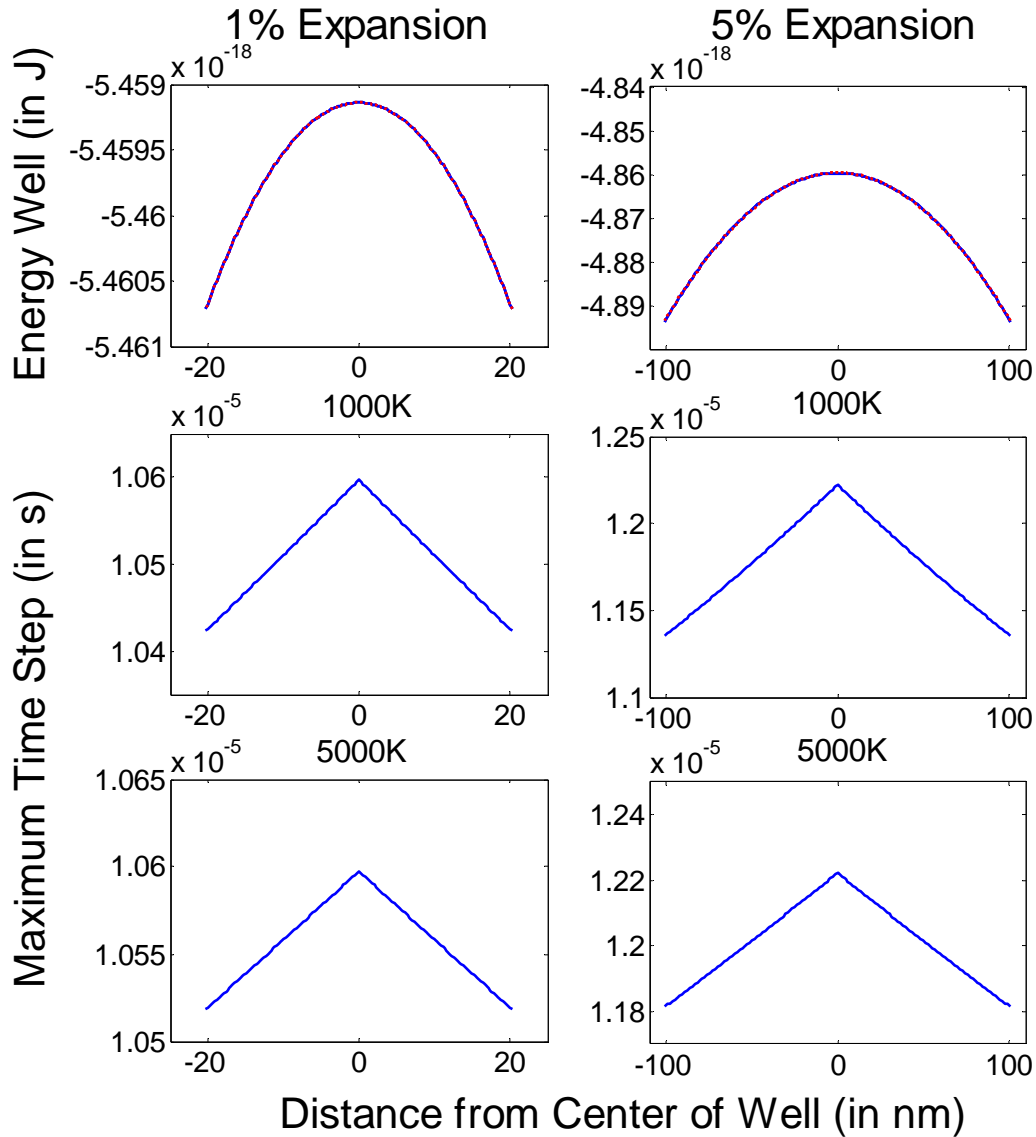 1% Expansion
5% Expansion
Energy Well (in J)
x 10-18
-5.459
-5.4595
-5.46
-5.4605
-5.461
-20 0 20
x 10-18
-4.84
-4.85
-4.86
-4.87
-4.88
-4.89
-100 0 100
Maximum Time Step (in s)
x 10-5
1000K
1.06
1.05
1.04
-20 0 20
x 10-5
1000K
1.25
1.2
1.15
1.1
-100 0 100
x 10-5
5000K
1.065
1.06
1.055
1.05
-20 0 20
x 10-5
5000K
1.24
1.22
1.2
1.18
-100 0 100
Distance from Center of Well (in nm)